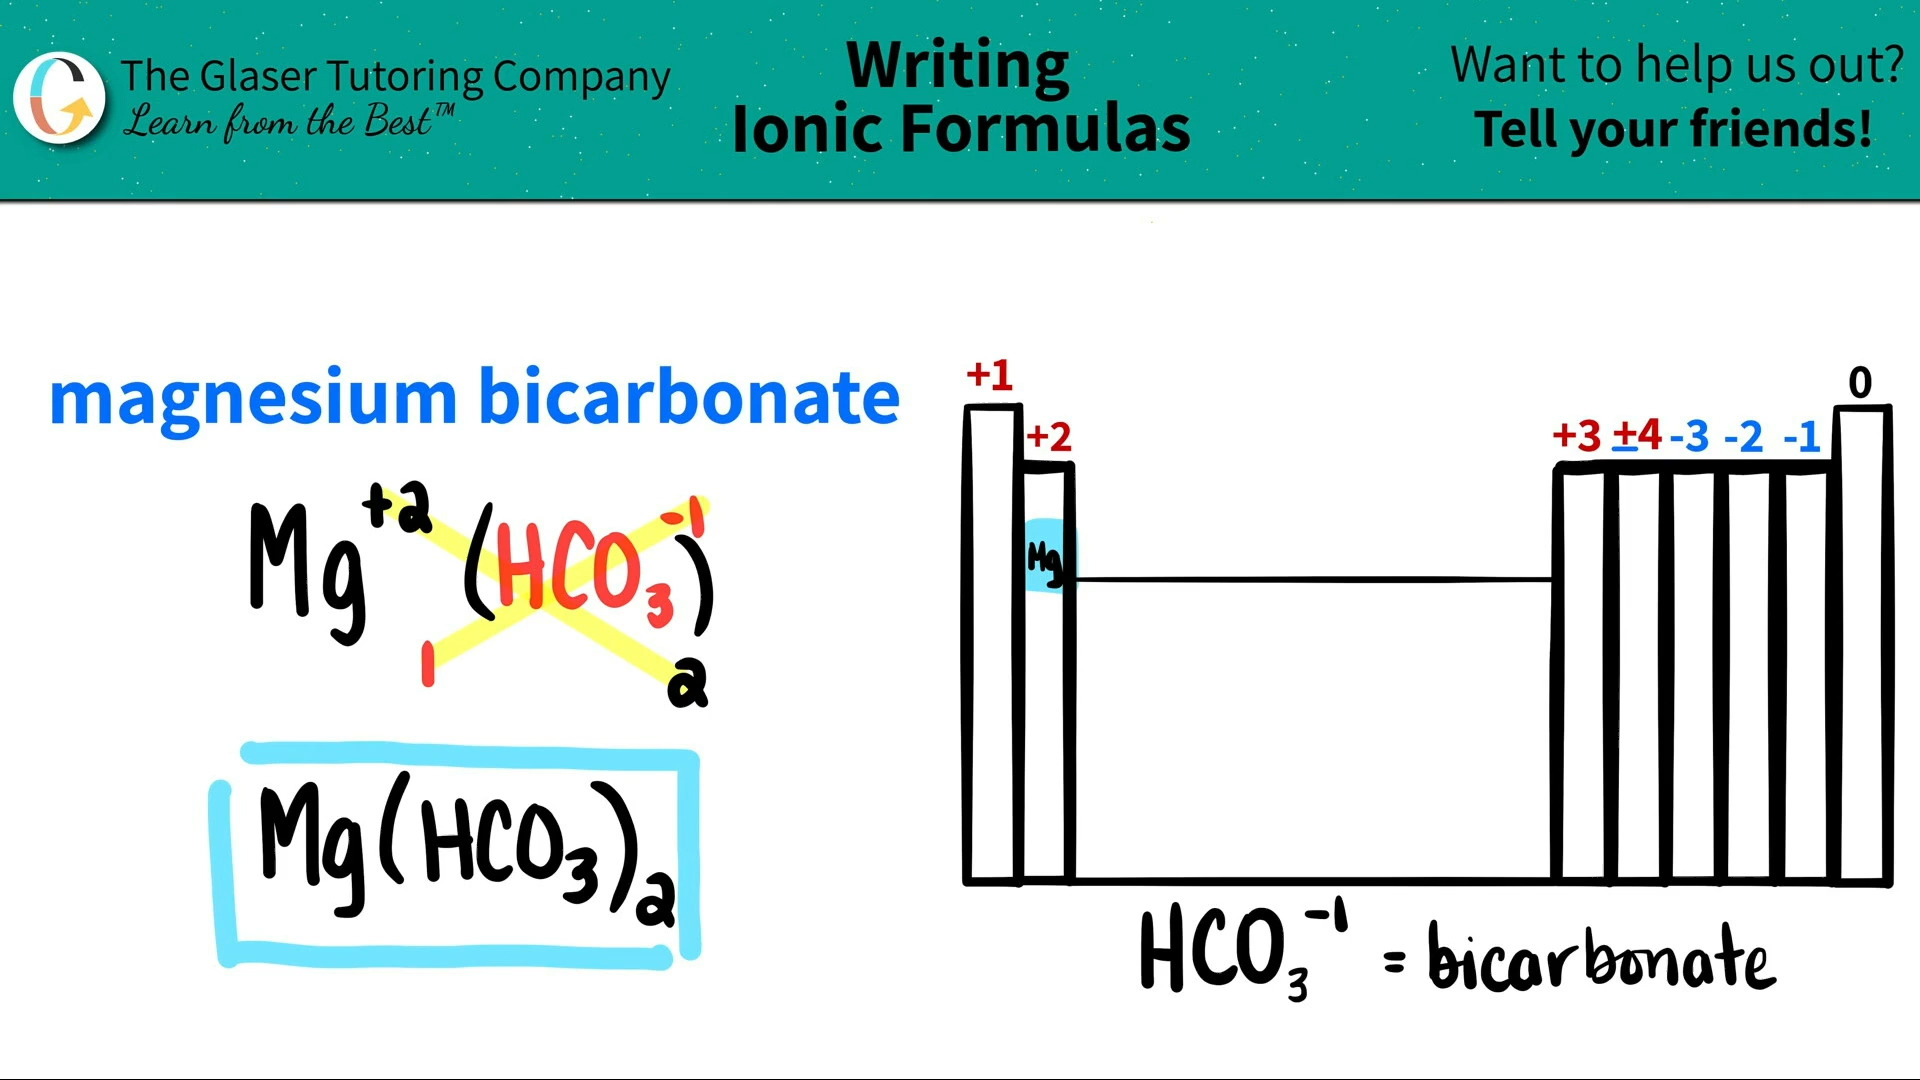 The Glaser Tutoring Company
Learn from the Best™
Writing
Ionic Formulas
Want to help us out?
Tell your friends!
magnesium bicarbonate
Mg⁺² (HCO₃⁻¹)
1 2
Mg(HCO₃)₂
+1 0
+2 +3 ±4 -3 -2 -1
Mg
HCO₃⁻¹ = bicarbonate